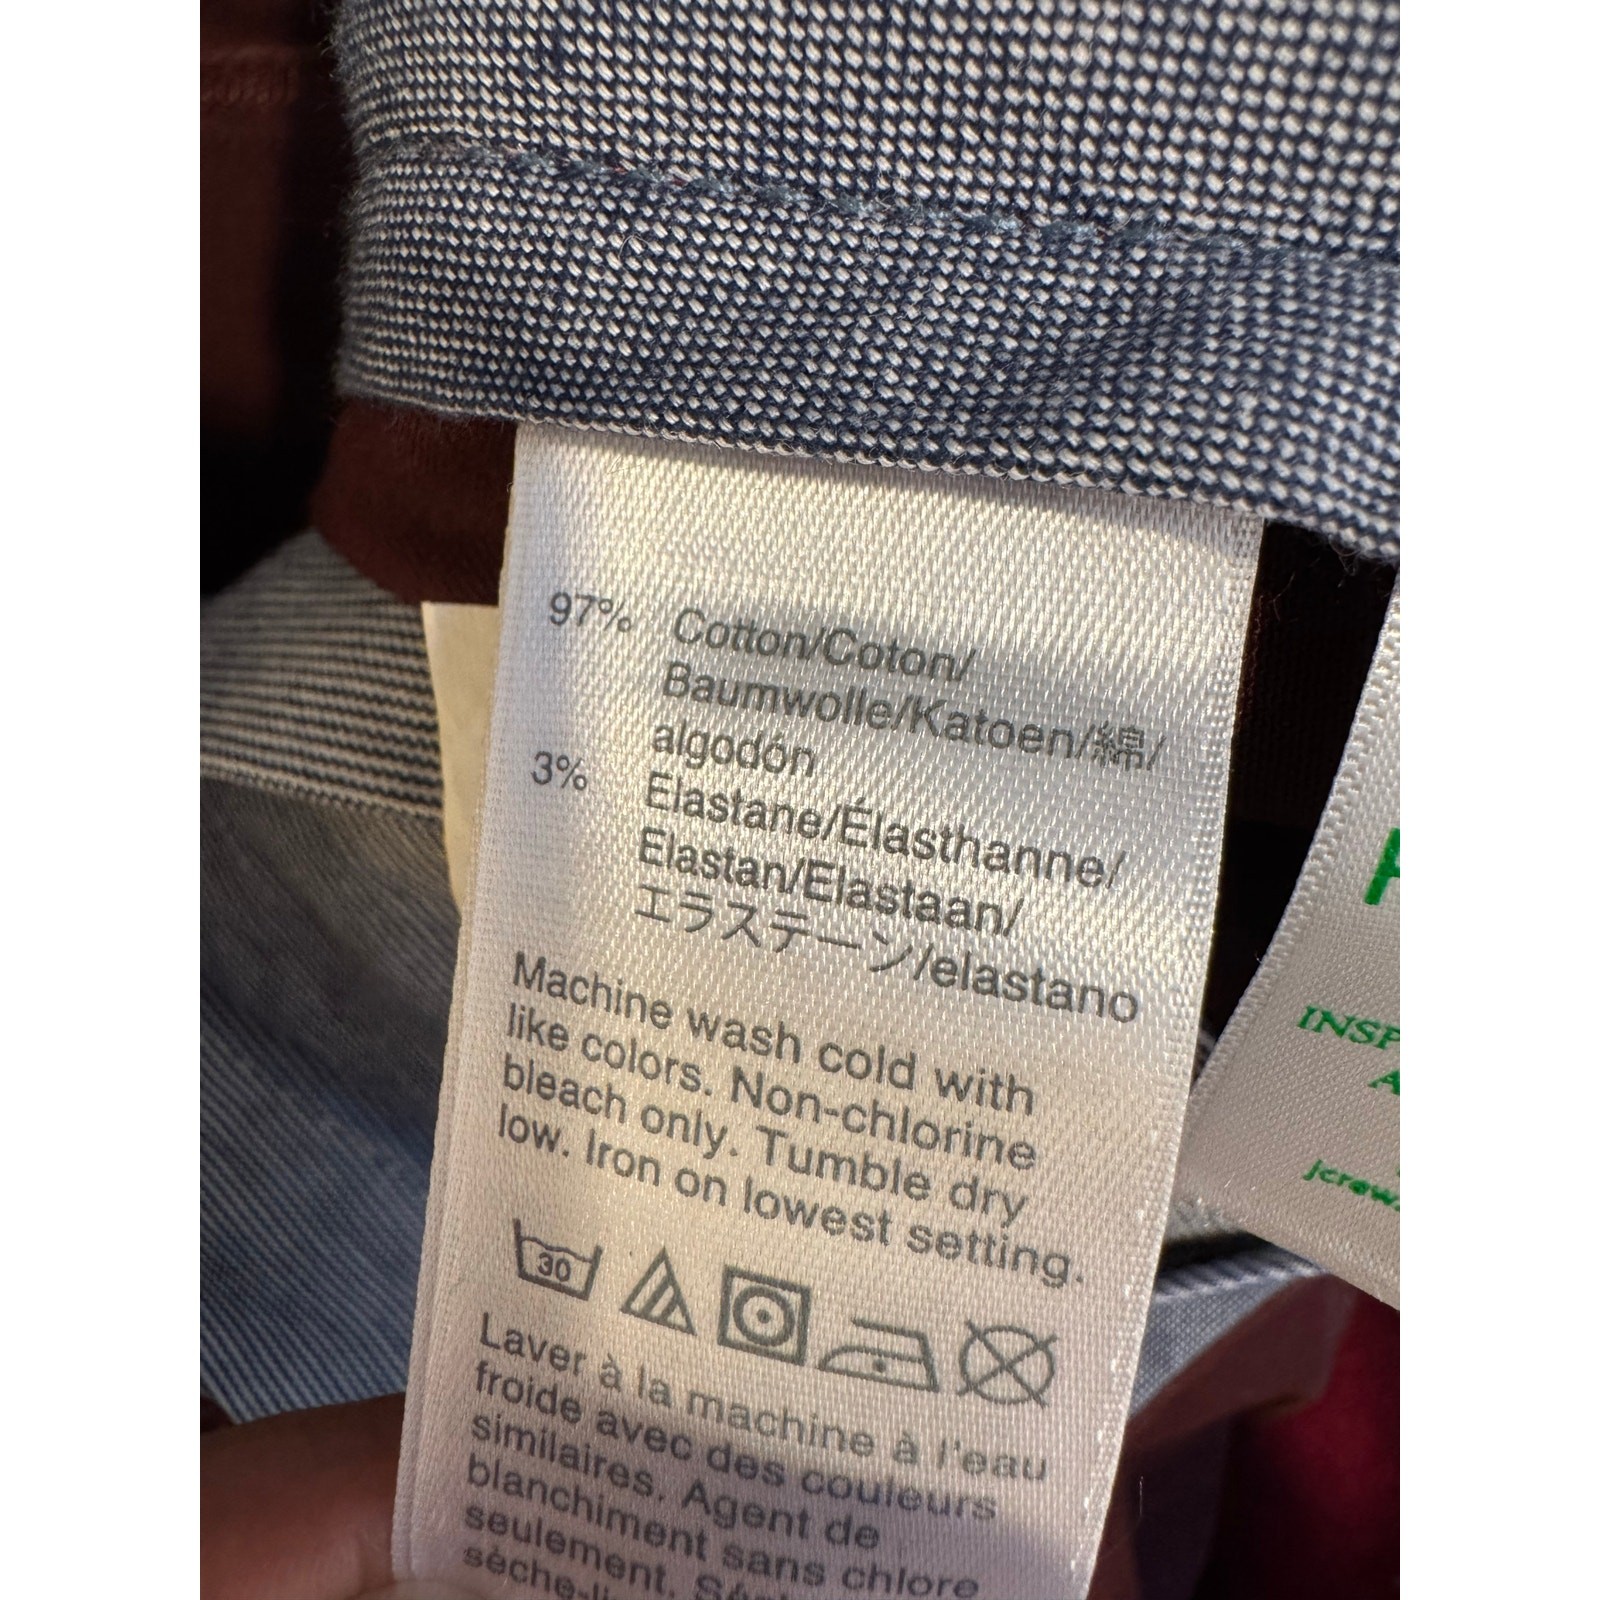 97% Cotton/Coton/
Baumwolle/Katoen/綿/
algodón
3% Elastane/Élasthanne/
Elastan/Elastaan/
エラステーン/elastano
Machine wash cold with
like colors. Non-chlorine
bleach only. Tumble dry
low. Iron on lowest setting.
30
Laver à la machine à l'eau
froide avec des couleurs
similaires. Agent de
blanchiment sans chlore
seulement.
jcrew